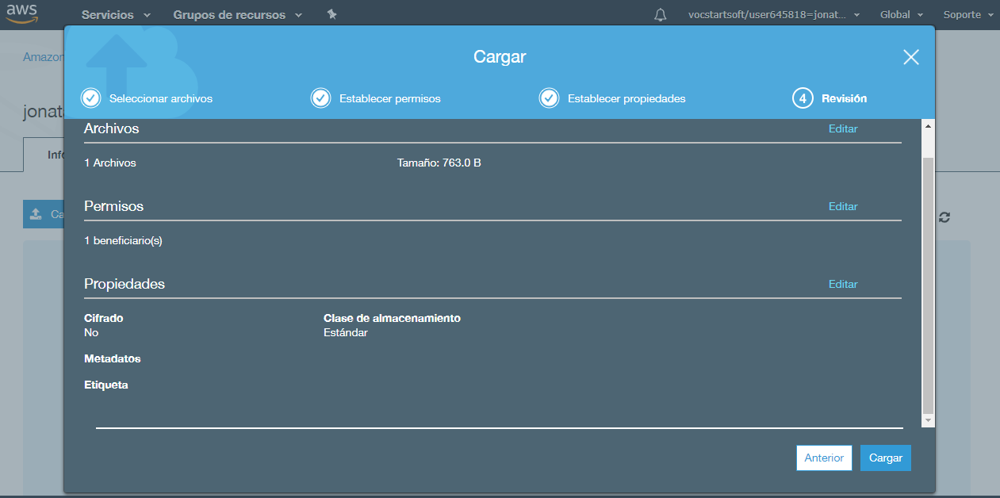 aws Servicios Grupos de recursos vocstartsoft/user645818=jonat... Global Soporte
Amazon
Cargar
Seleccionar archivos Establecer permisos Establecer propiedades 4 Revisión
jonat
Archivos Editar
Info
1 Archivos Tamaño: 763.0 B
Permisos Editar
Ca
1 beneficiario(s)
Propiedades Editar
Cifrado Clase de almacenamiento
No Estándar
Metadatos
Etiqueta
Anterior Cargar